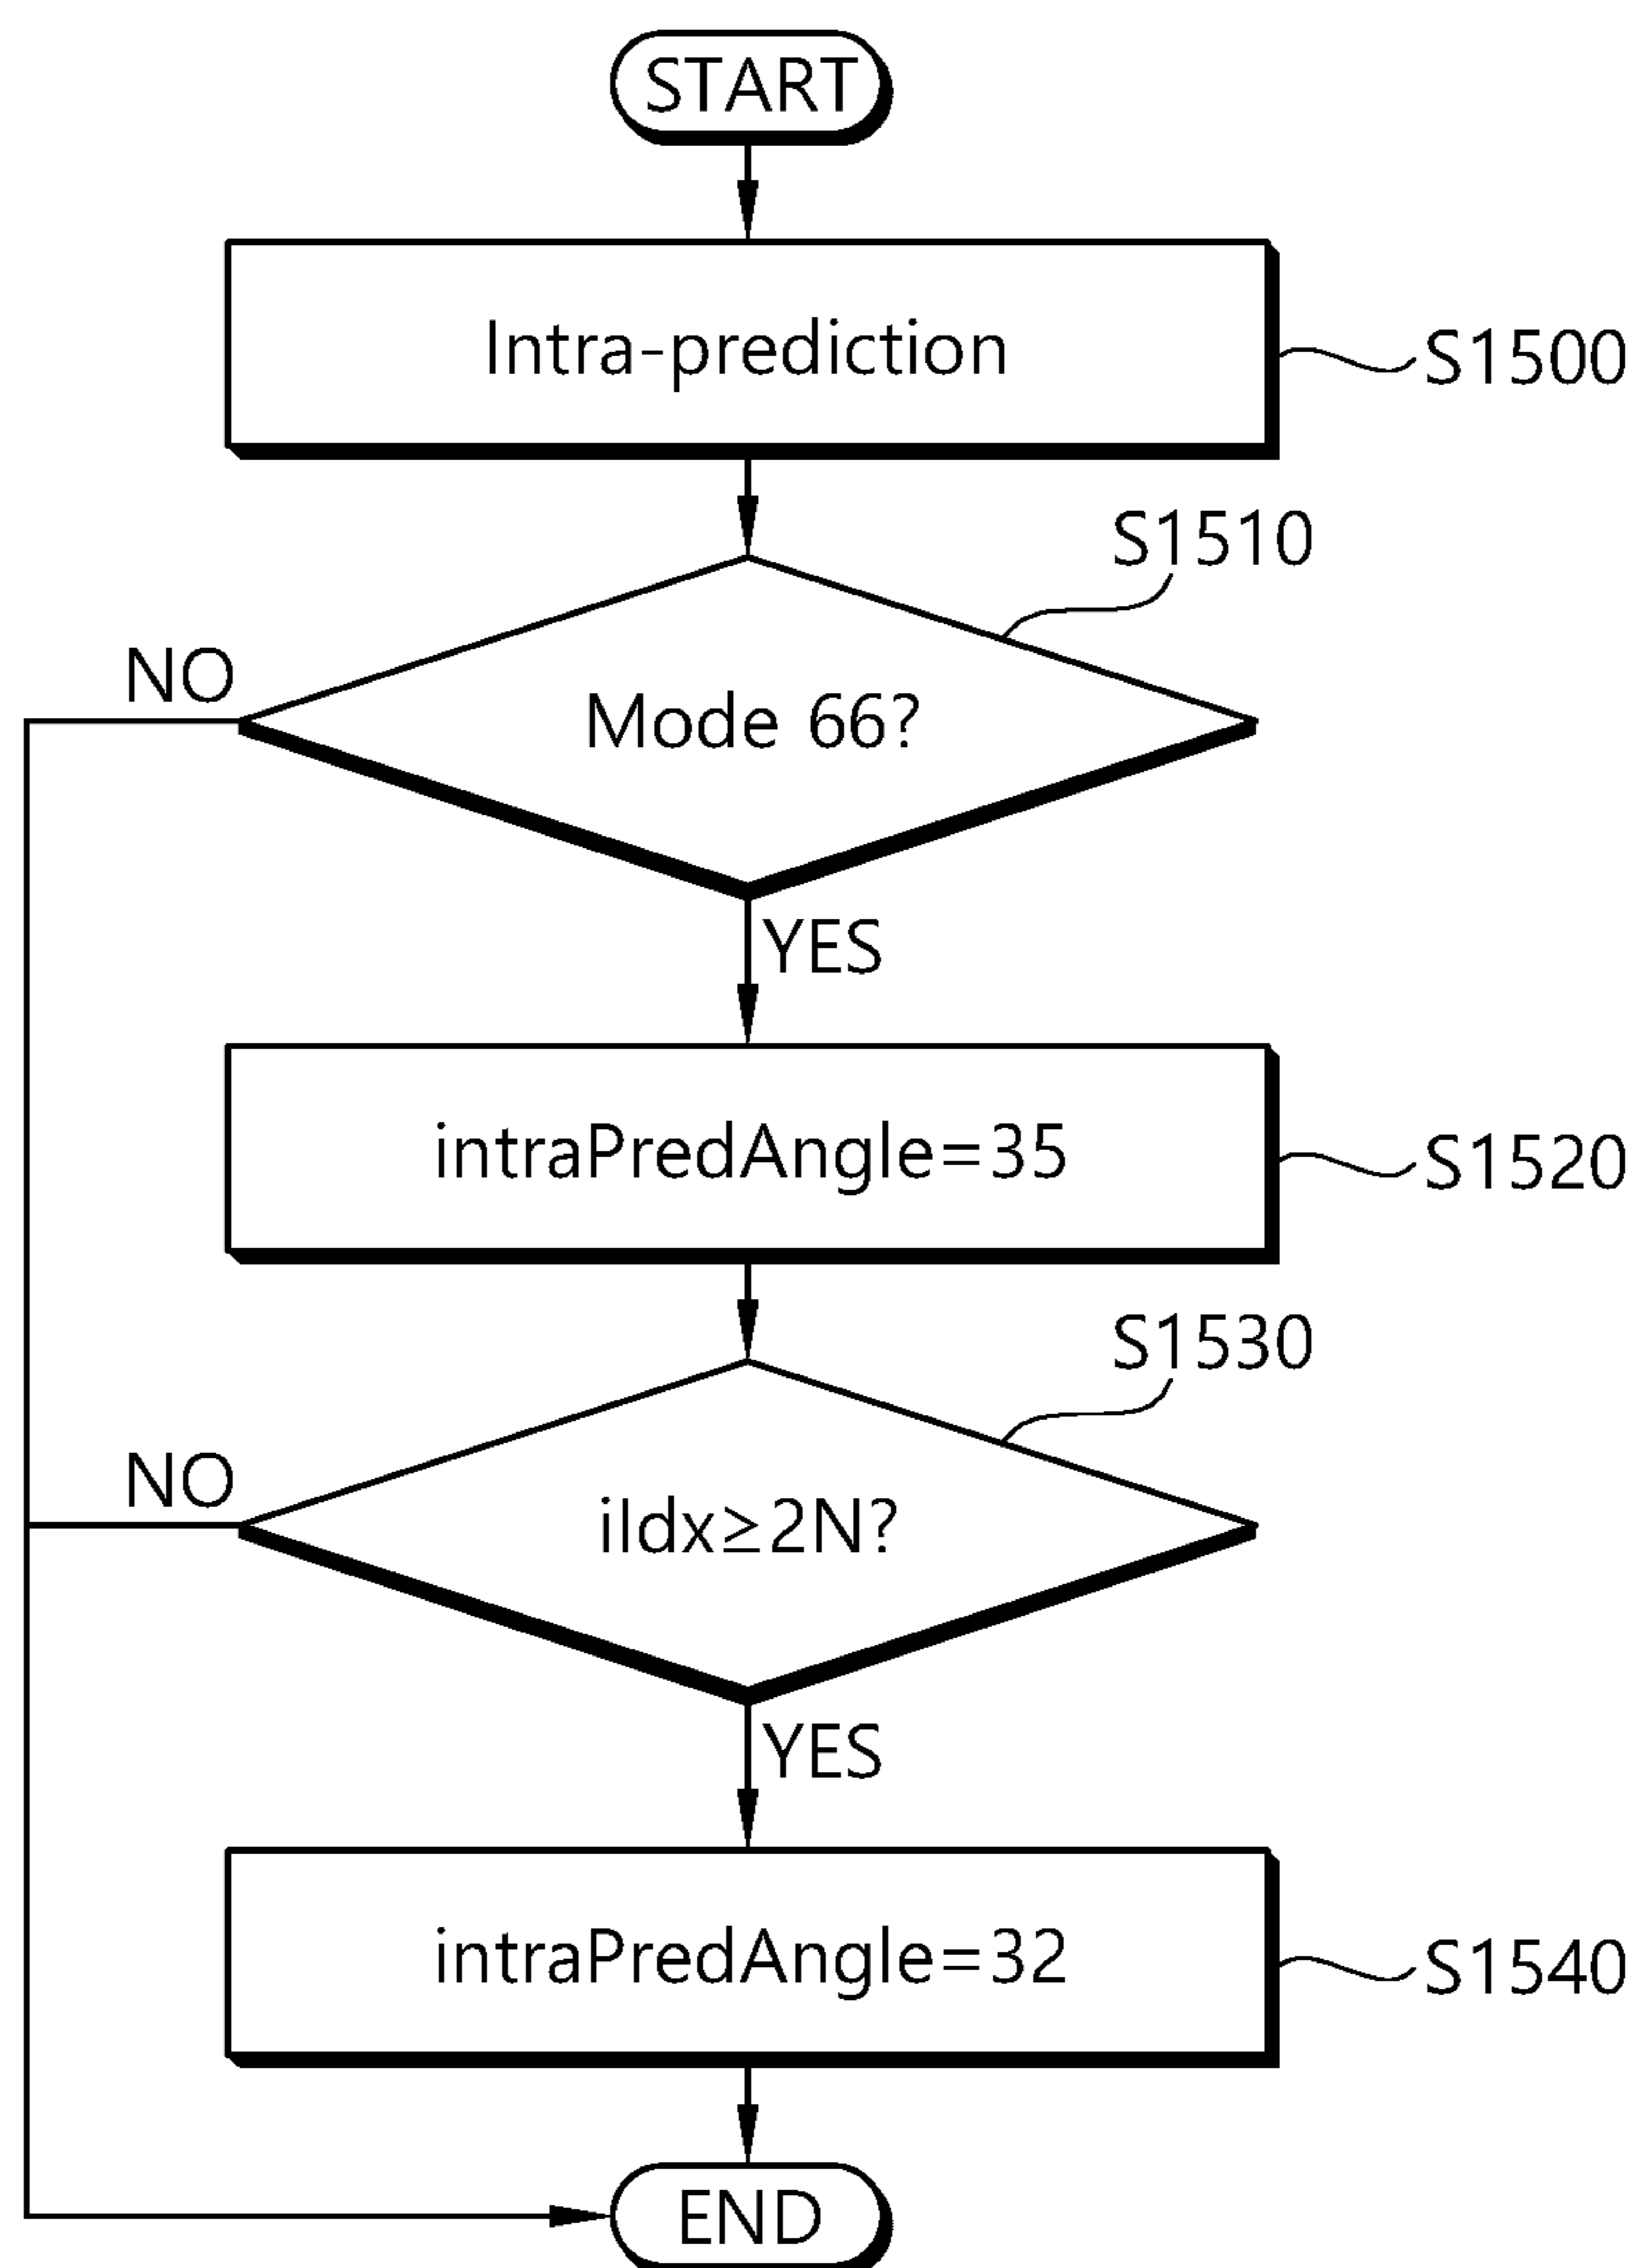 START
Intra-prediction
S1500
S1510
NO
Mode 66?
YES
intraPredAngle=35
S1520
S1530
NO
iIdx≥2N?
YES
intraPredAngle=32
S1540
END